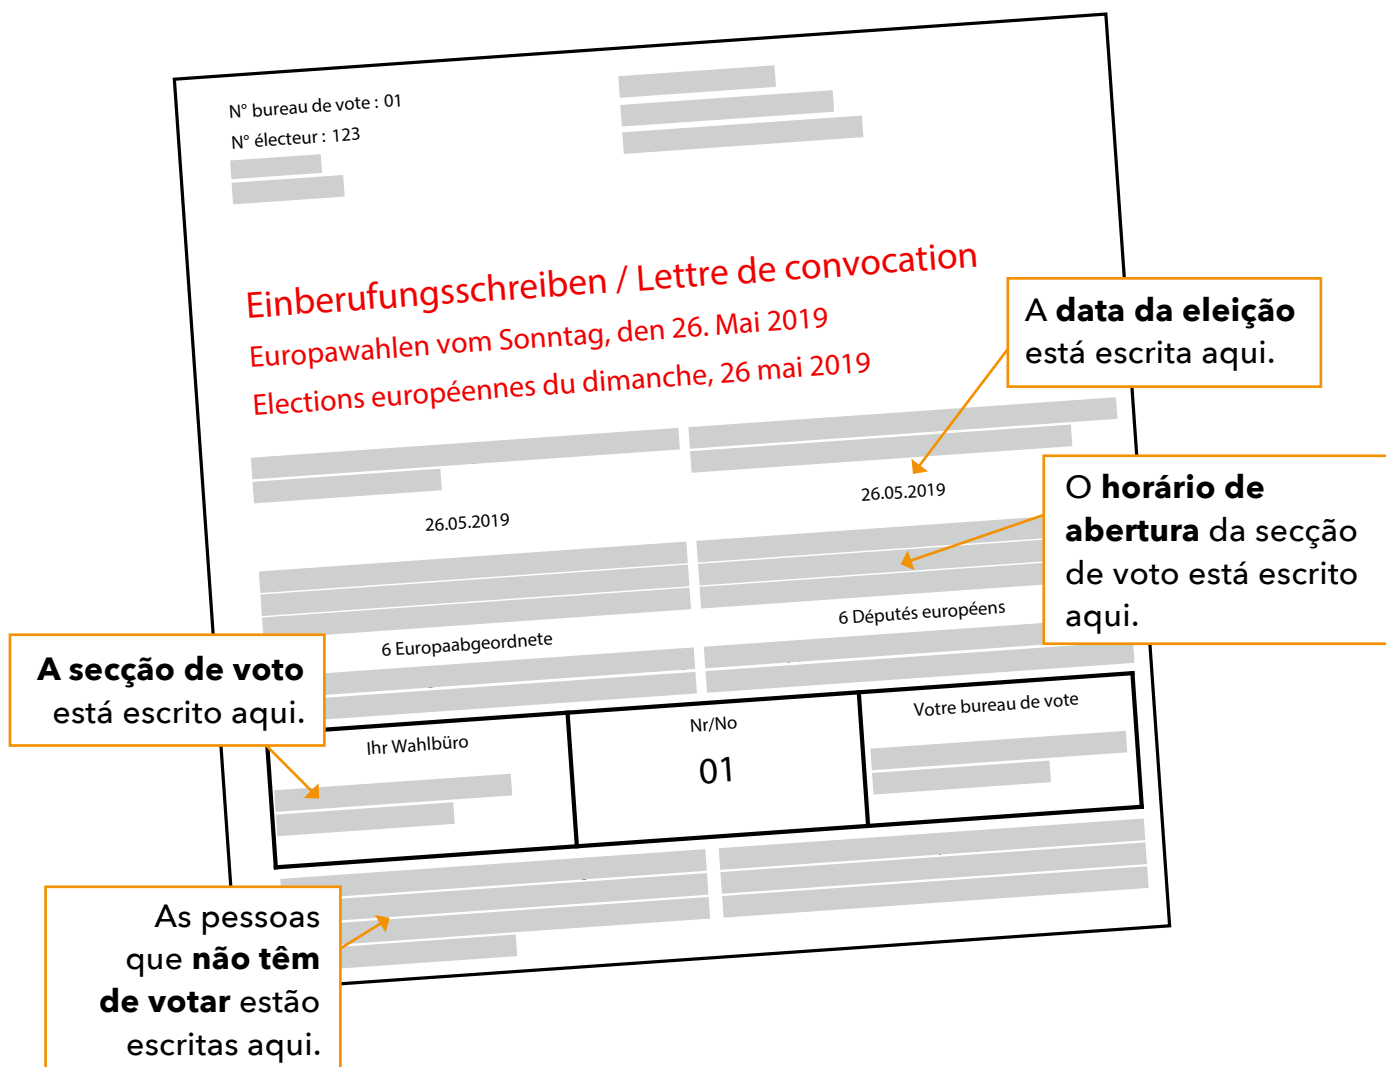 N° bureau de vote : 01
N° électeur : 123
Einberufungsschreiben / Lettre de convocation
Europawahlen vom Sonntag, den 26. Mai 2019
Elections européennes du dimanche, 26 mai 2019
A data da eleição
está escrita aqui.
26.05.2019
26.05.2019
O horário de
abertura da secção
de voto está escrito
aqui.
6 Europaabgeordnete
6 Députés européens
A secção de voto
está escrito aqui.
Ihr Wahlbüro
Nr/No
01
Votre bureau de vote
As pessoas
que não têm
de votar estão
escritas aqui.